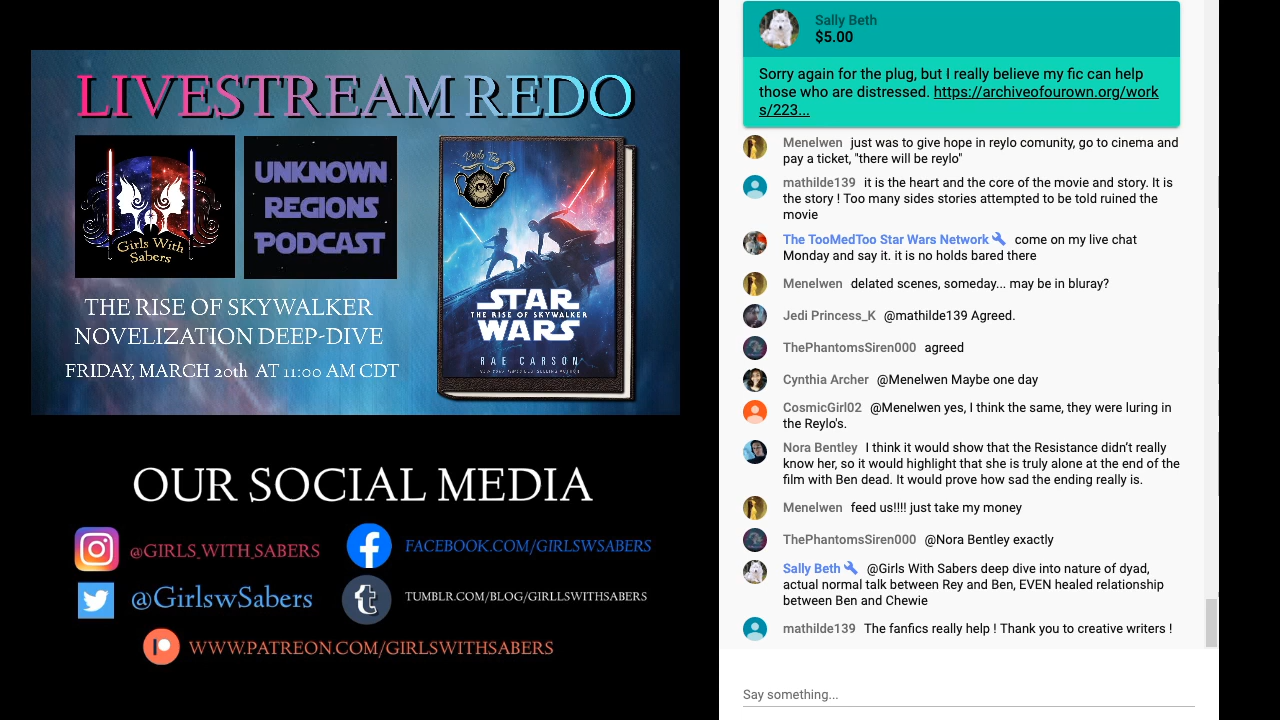 LIVESTREAM REDO
Girls With
Sabers
UNKNOWN
REGIONS
PODCAST
THE RISE OF SKYWALKER
NOVELIZATION DEEP-DIVE
FRIDAY, MARCH 20th AT 11:00 AM CDT
Reylo Tea
STAR
THE RISE OF SKYWALKER
WARS
RAE CARSON
OUR SOCIAL MEDIA
@GIRLS_WITH_SABERS
FACEBOOK.COM/GIRLSWSABERS
@GirlswSabers
TUMBLR.COM/BLOG/GIRLLSWITHSABERS
WWW.PATREON.COM/GIRLSWITHSABERS
Sally Beth
$5.00
Sorry again for the plug, but I really believe my fic can help
those who are distressed. https://archiveofourown.org/work
s/223...
Menelwen just was to give hope in reylo comunity, go to cinema and
pay a ticket, "there will be reylo"
mathilde139 it is the heart and the core of the movie and story. It is
the story ! Too many sides stories attempted to be told ruined the
movie
The TooMedToo Star Wars Network come on my live chat
Monday and say it. it is no holds bared there
Menelwen delated scenes, someday... may be in bluray?
Jedi Princess_K @mathilde139 Agreed.
ThePhantomsSiren000 agreed
Cynthia Archer @Menelwen Maybe one day
CosmicGirl02 @Menelwen yes, I think the same, they were luring in
the Reylo's.
Nora Bentley I think it would show that the Resistance didn't really
know her, so it would highlight that she is truly alone at the end of the
film with Ben dead. It would prove how sad the ending really is.
Menelwen feed us!!!! just take my money
ThePhantomsSiren000 @Nora Bentley exactly
Sally Beth @Girls With Sabers deep dive into nature of dyad,
actual normal talk between Rey and Ben, EVEN healed relationship
between Ben and Chewie
mathilde139 The fanfics really help ! Thank you to creative writers !
Say something...